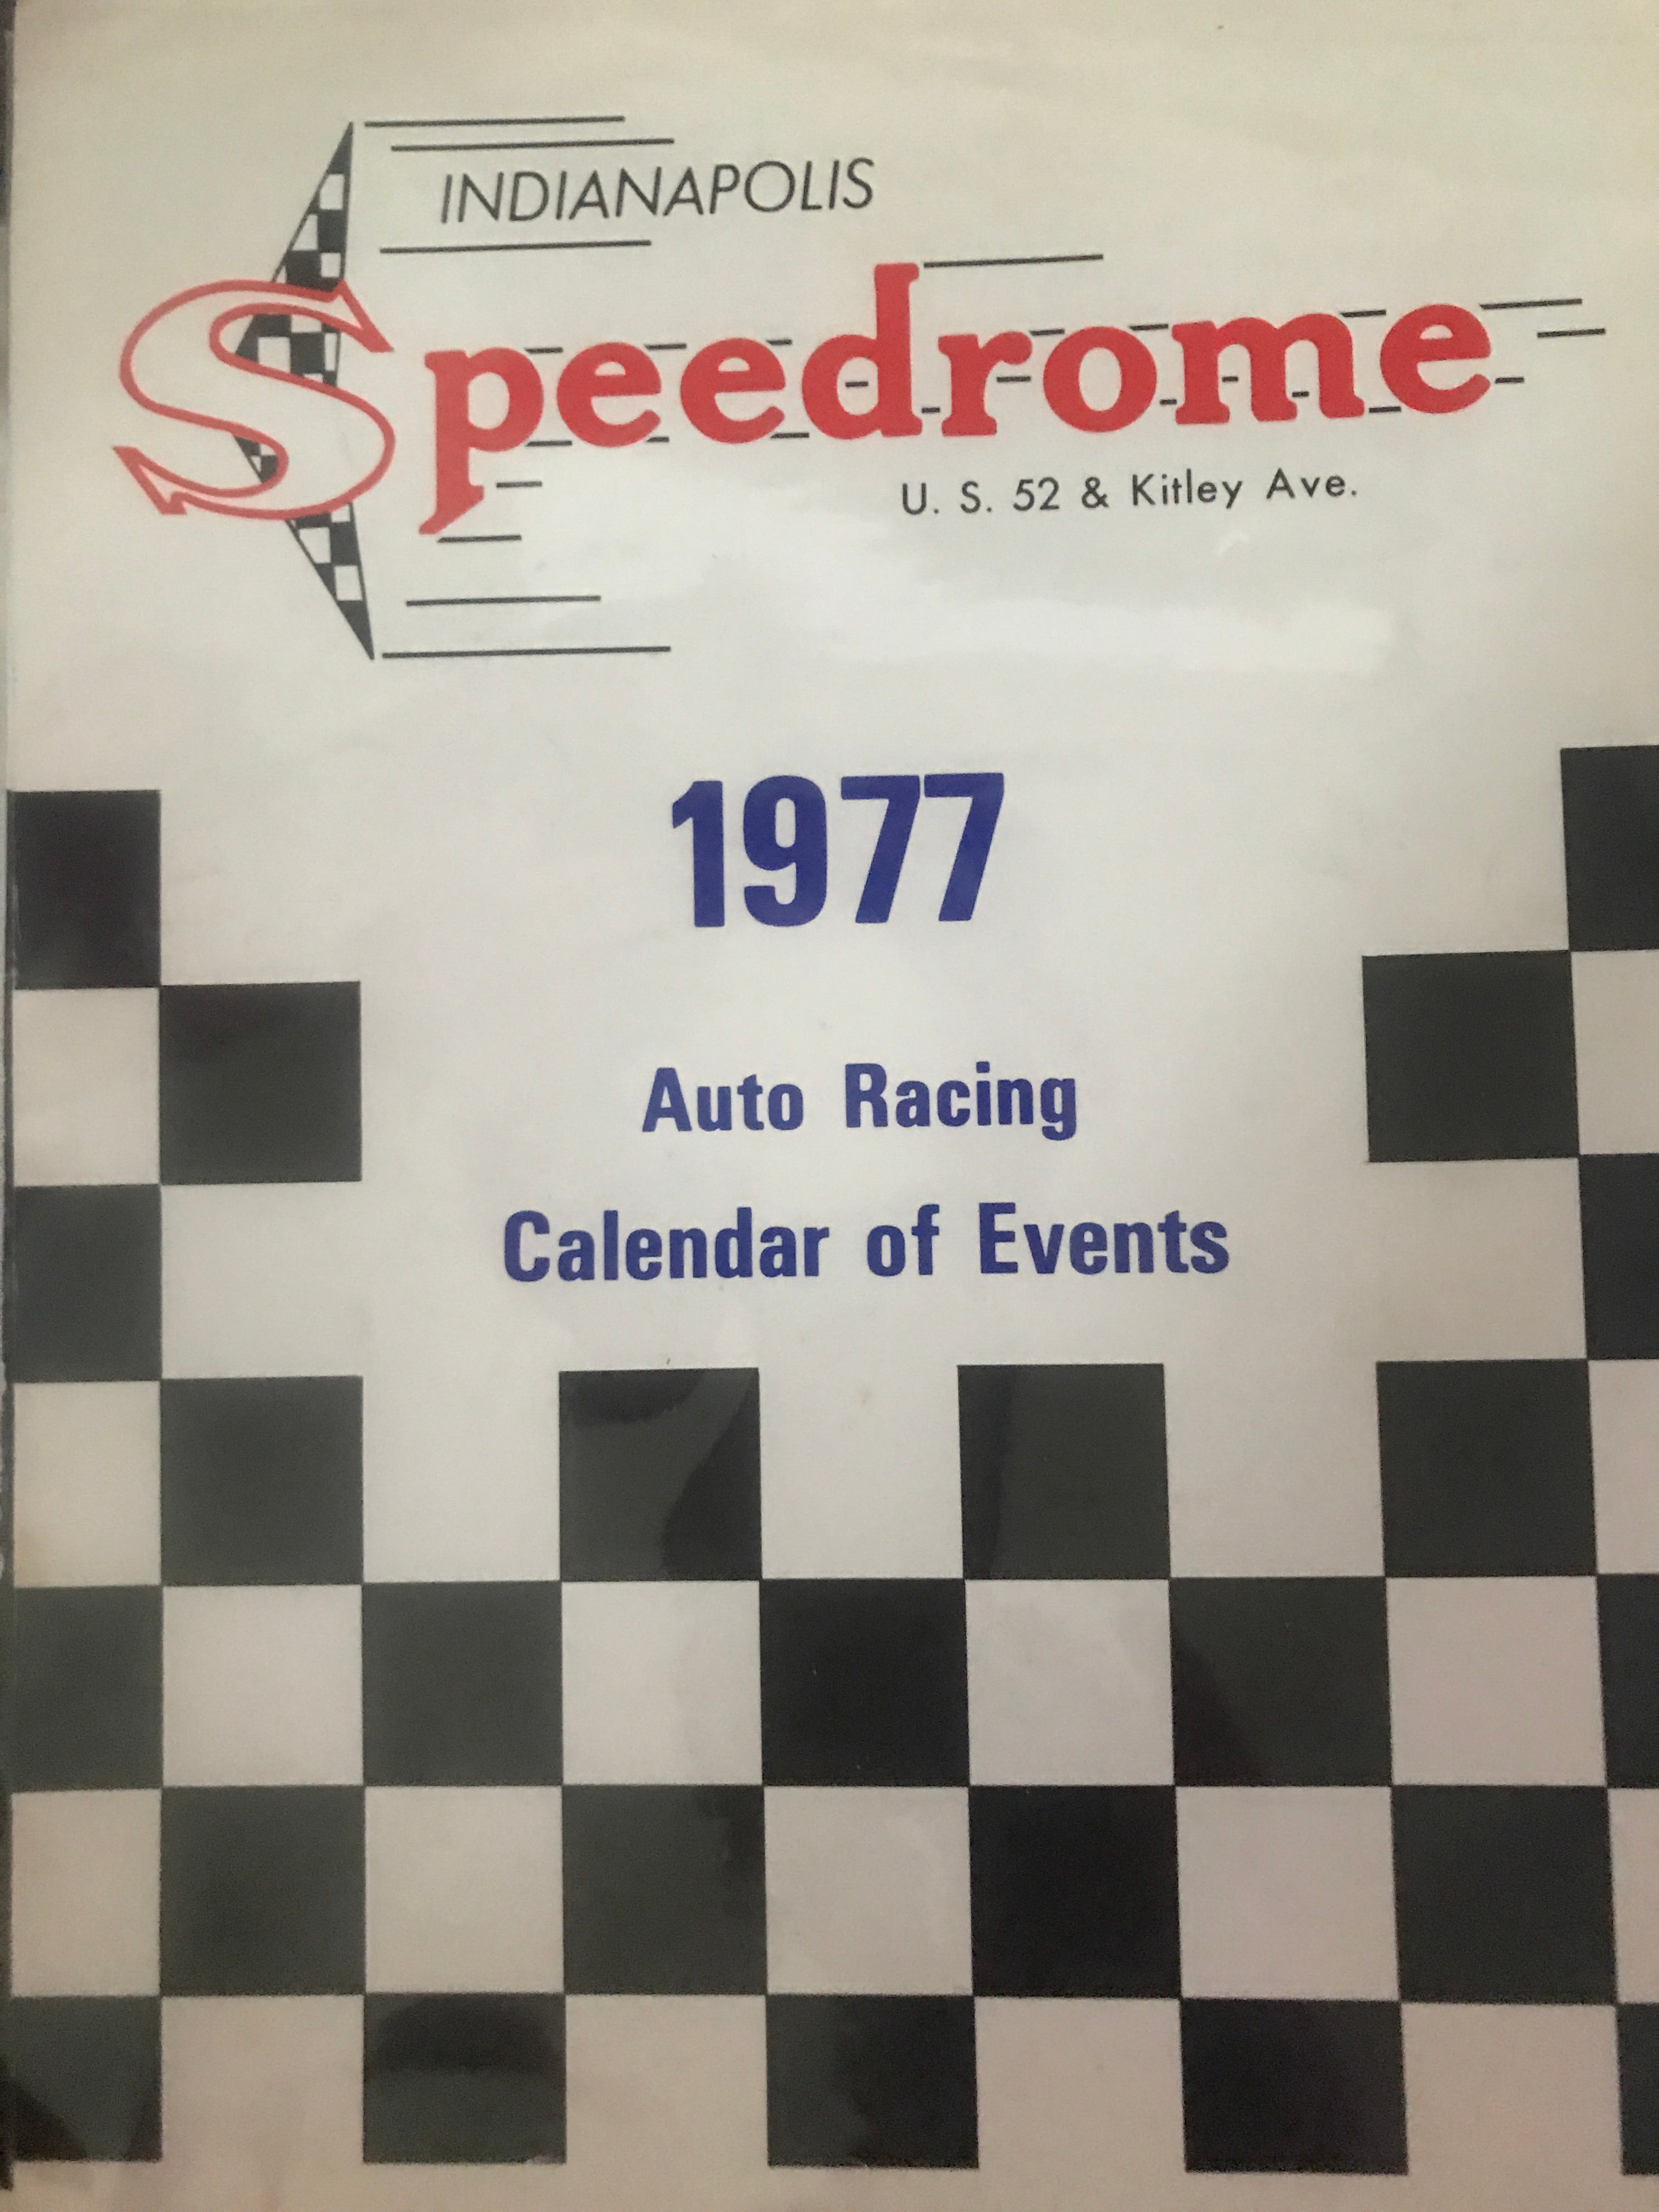 INDIANAPOLIS
Speedrome
U. S. 52 & Kitley Ave.
1977
Auto Racing
Calendar of Events